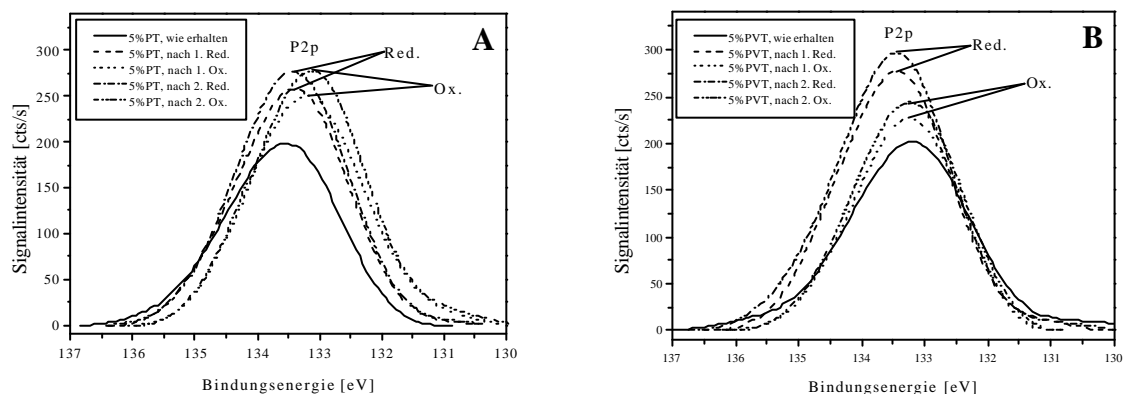 5%PT, wie erhalten
5%PT, nach 1. Red.
5%PT, nach 1. Ox.
5%PT, nach 2. Red.
5%PT, nach 2. Ox.
P2p
Red.
Ox.
A
300
250
200
150
100
50
0
Signalintensität [cts/s]
137 136 135 134 133 132 131 130
Bindungsenergie [eV]
5%PVT, wie erhalten
5%PVT, nach 1. Red.
5%PVT, nach 1. Ox.
5%PVT, nach 2. Red.
5%PVT, nach 2. Ox.
P2p
Red.
Ox.
B
300
250
200
150
100
50
0
Signalintensität [cts/s]
137 136 135 134 133 132 131 130
Bindungsenergie [eV]